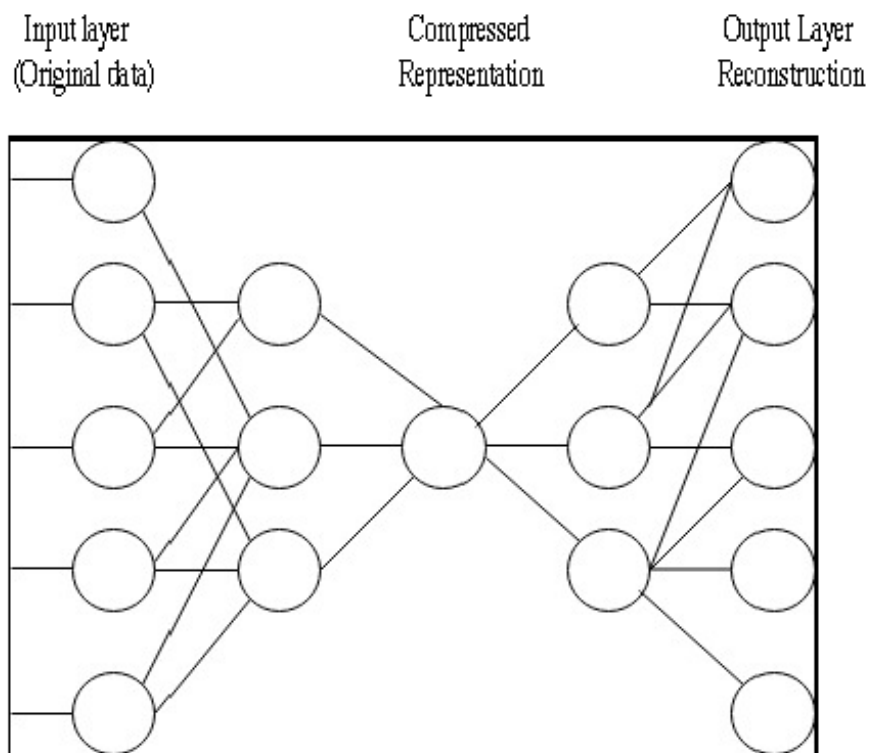 Input layer
(Original data)
Compressed
Representation
Output Layer
Reconstruction